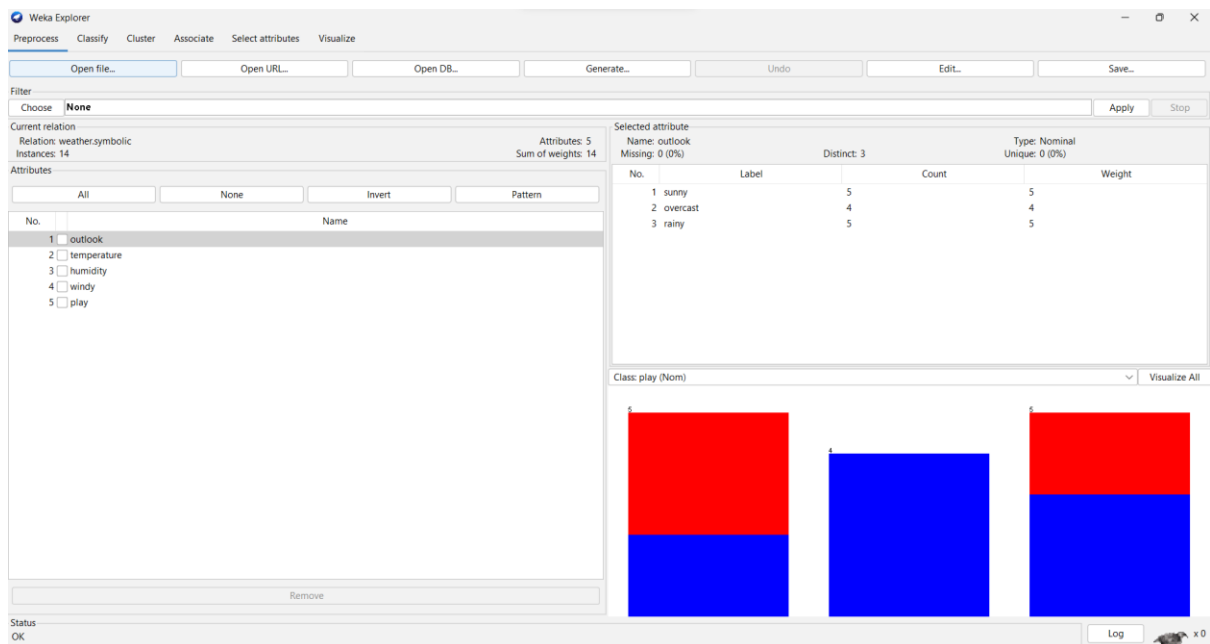 Weka Explorer
Preprocess Classify Cluster Associate Select attributes Visualize
Open file... Open URL... Open DB... Generate... Undo Edit... Save...
Filter
Choose None Apply Stop
Current relation
Relation: weather.symbolic Attributes: 5
Instances: 14 Sum of weights: 14
Attributes
All None Invert Pattern
No. Name
1 outlook
2 temperature
3 humidity
4 windy
5 play
Remove
Selected attribute
Name: outlook Type: Nominal
Missing: 0 (0%) Distinct: 3 Unique: 0 (0%)
No. Label Count Weight
1 sunny 5 5
2 overcast 4 4
3 rainy 5 5
Class: play (Nom) Visualize All
5 4 5
Status
OK Log x 0